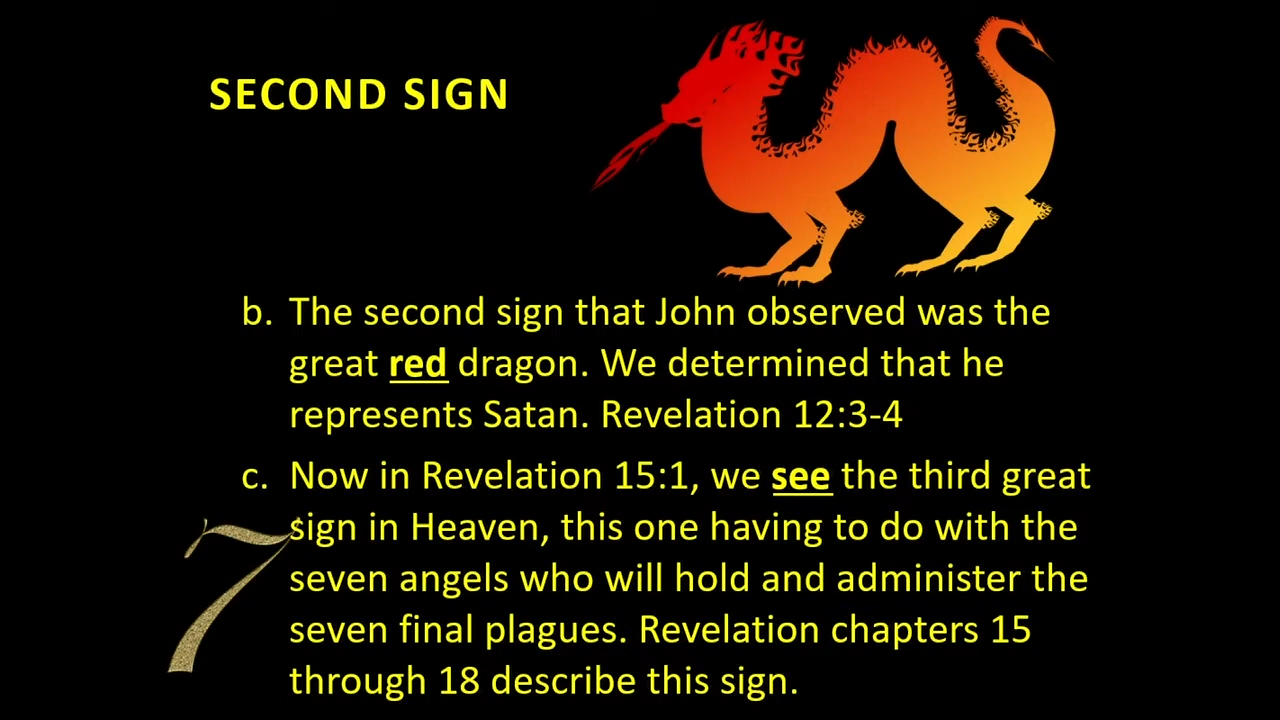 SECOND SIGN
b. The second sign that John observed was the
great red dragon. We determined that he
represents Satan. Revelation 12:3-4
c. Now in Revelation 15:1, we see the third great
sign in Heaven, this one having to do with the
seven angels who will hold and administer the
seven final plagues. Revelation chapters 15
through 18 describe this sign.
7